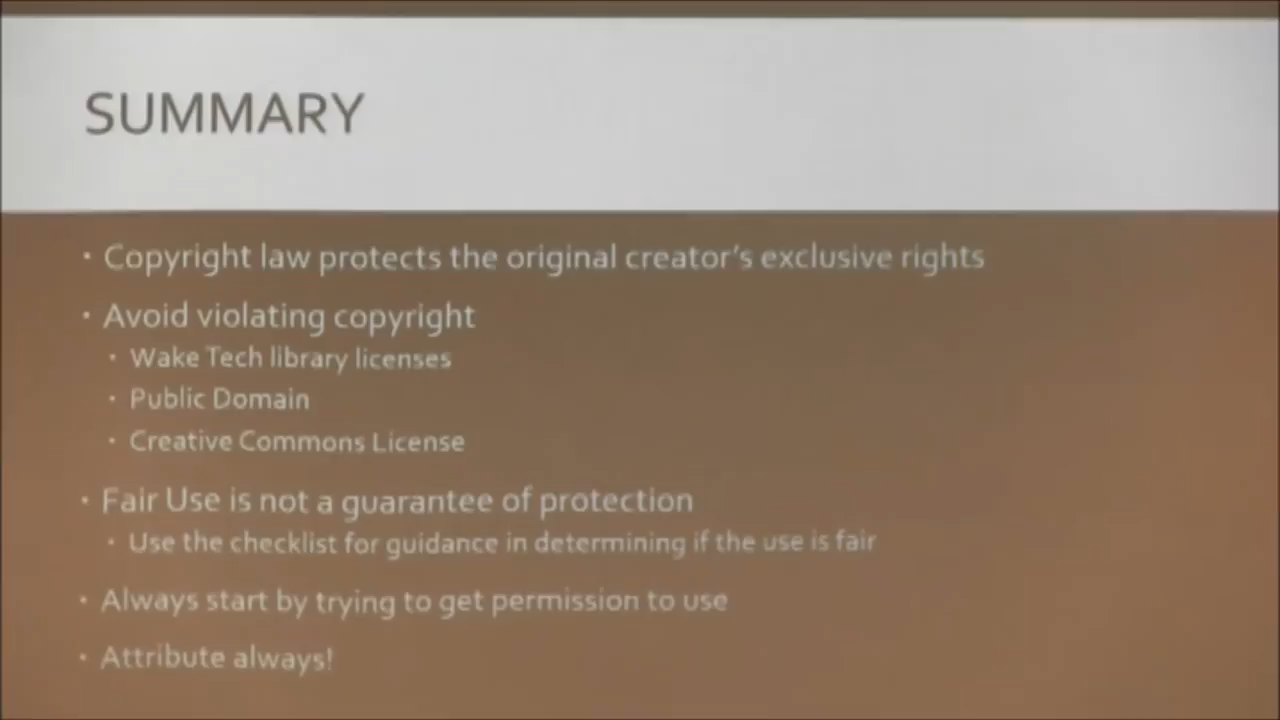 SUMMARY
• Copyright law protects the original creator's exclusive rights
• Avoid violating copyright
• Wake Tech library licenses
• Public Domain
• Creative Commons License
• Fair Use is not a guarantee of protection
• Use the checklist for guidance in determining if the use is fair
• Always start by trying to get permission to use
• Attribute always!